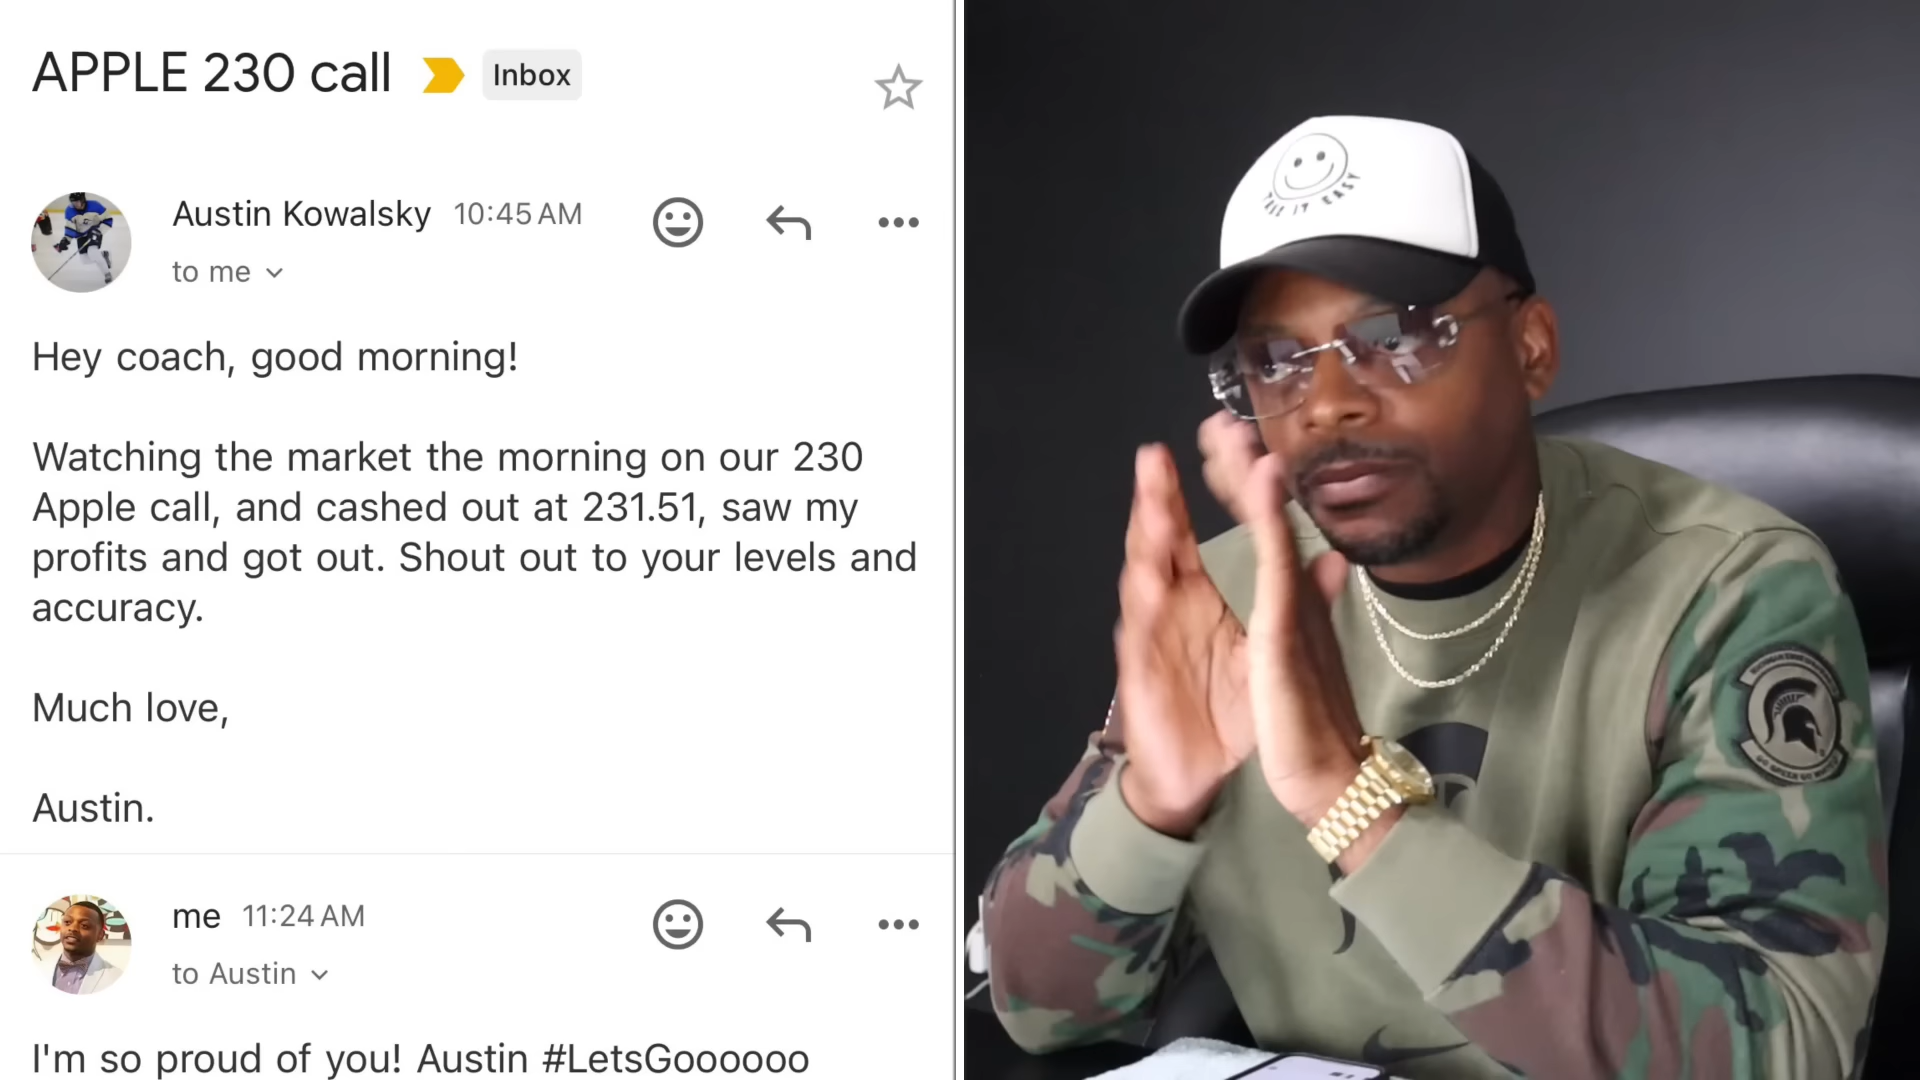 APPLE 230 call
Inbox
Austin Kowalsky 10:45 AM
to me
Hey coach, good morning!
Watching the market the morning on our 230
Apple call, and cashed out at 231.51, saw my
profits and got out. Shout out to your levels and
accuracy.
Much love,
Austin.
me 11:24 AM
to Austin
I'm so proud of you! Austin #LetsGoooooo